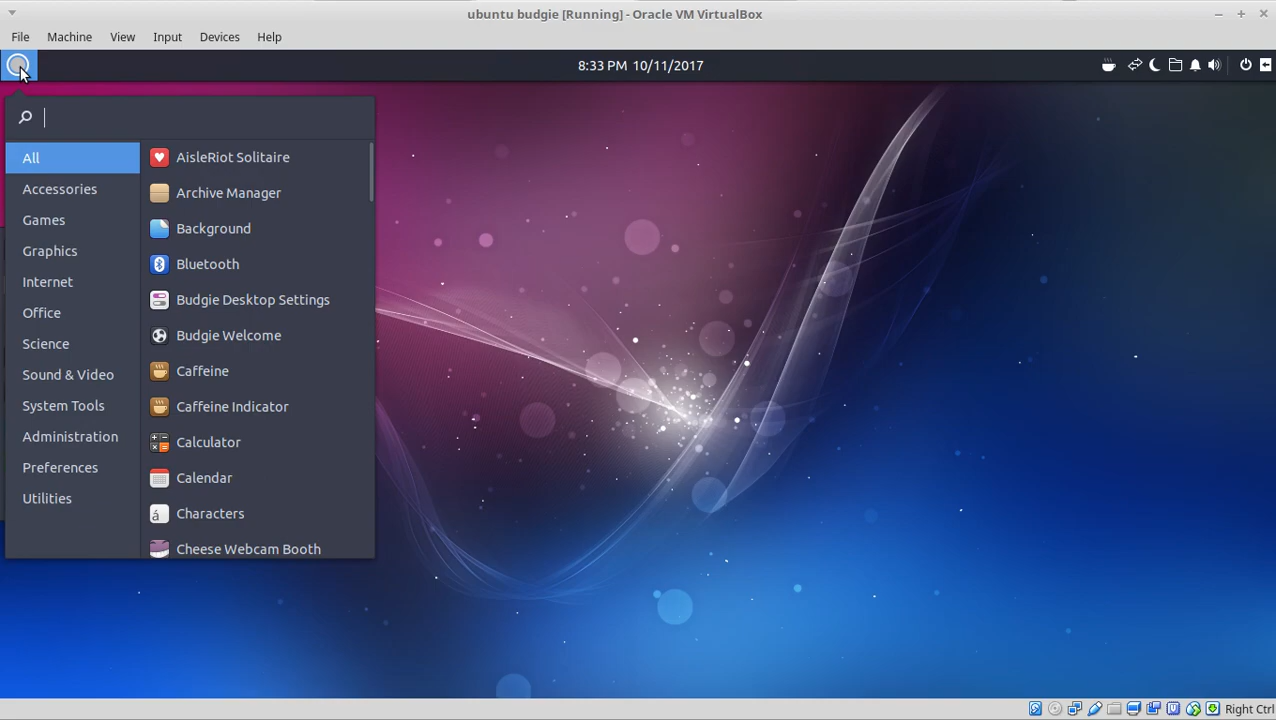 ubuntu budgie [Running] - Oracle VM VirtualBox
File Machine View Input Devices Help
8:33 PM 10/11/2017
All
Accessories
Games
Graphics
Internet
Office
Science
Sound & Video
System Tools
Administration
Preferences
Utilities
AisleRiot Solitaire
Archive Manager
Background
Bluetooth
Budgie Desktop Settings
Budgie Welcome
Caffeine
Caffeine Indicator
Calculator
Calendar
Characters
Cheese Webcam Booth
Right Ctrl